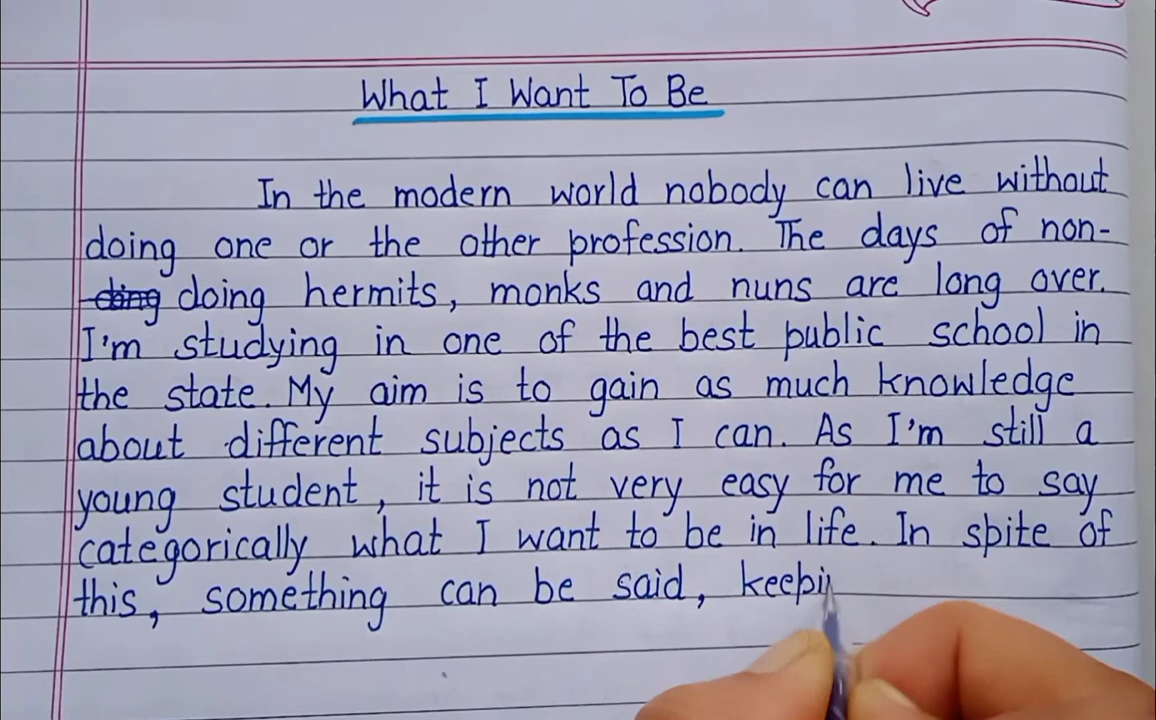 What I Want To Be
In the modern world nobody can live without
doing one or the other profession. The days of non-
doing hermits, monks and nuns are long over.
I'm studying in one of the best public school in
the state. My aim is to gain as much knowledge
about different subjects as I can. As I'm still a
young student, it is not very easy for me to say
categorically what I want to be in life. In spite of
this, something can be said, keepi